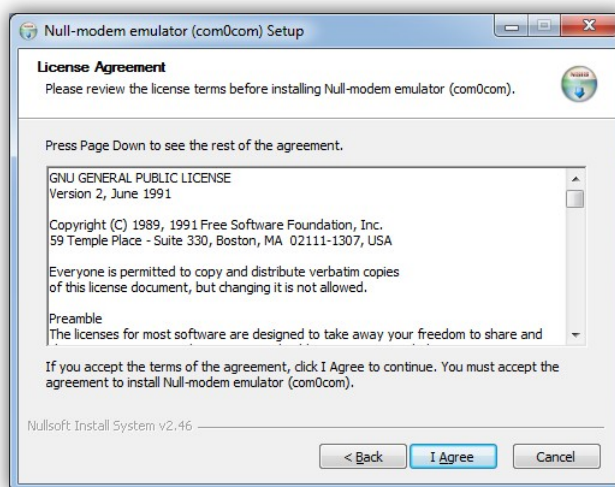 Null-modem emulator (com0com) Setup
License Agreement
Please review the license terms before installing Null-modem emulator (com0com).
Press Page Down to see the rest of the agreement.
GNU GENERAL PUBLIC LICENSE
Version 2, June 1991
Copyright (C) 1989, 1991 Free Software Foundation, Inc.
59 Temple Place - Suite 330, Boston, MA  02111-1307, USA
Everyone is permitted to copy and distribute verbatim copies
of this license document, but changing it is not allowed.
Preamble
The licenses for most software are designed to take away your freedom to share and
If you accept the terms of the agreement, click I Agree to continue. You must accept the
agreement to install Null-modem emulator (com0com).
Nullsoft Install System v2.46
< Back
I Agree
Cancel